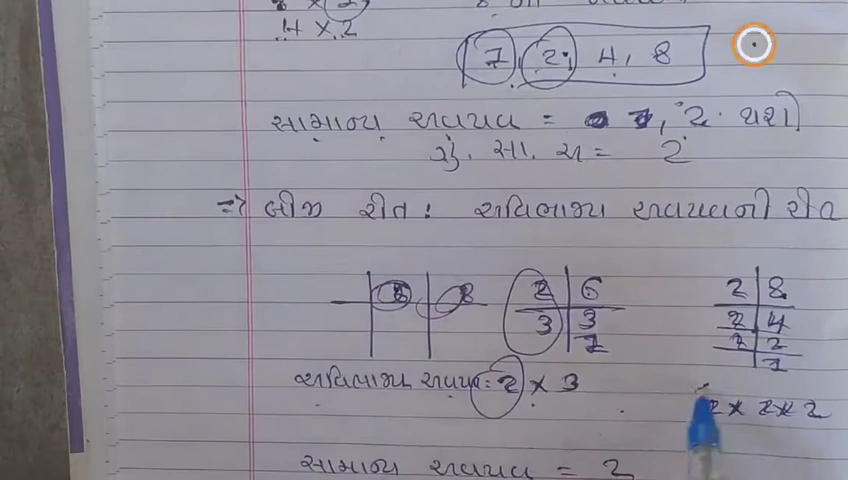 4 × 2
7, 2, 4, 8
સામાન્ય અવયવ = 1, 2 થશે
ગુ. સા. અ = 2
⇒ બીજી રીત : અવિભાજ્ય અવયવની રીત
2 | 6    2 | 8
3 | 3    2 | 4
1    2 | 2
1
અવિભાજ્ય અવયવ = 2 × 3
2 × 2 × 2
સામાન્ય અવયવ = 2